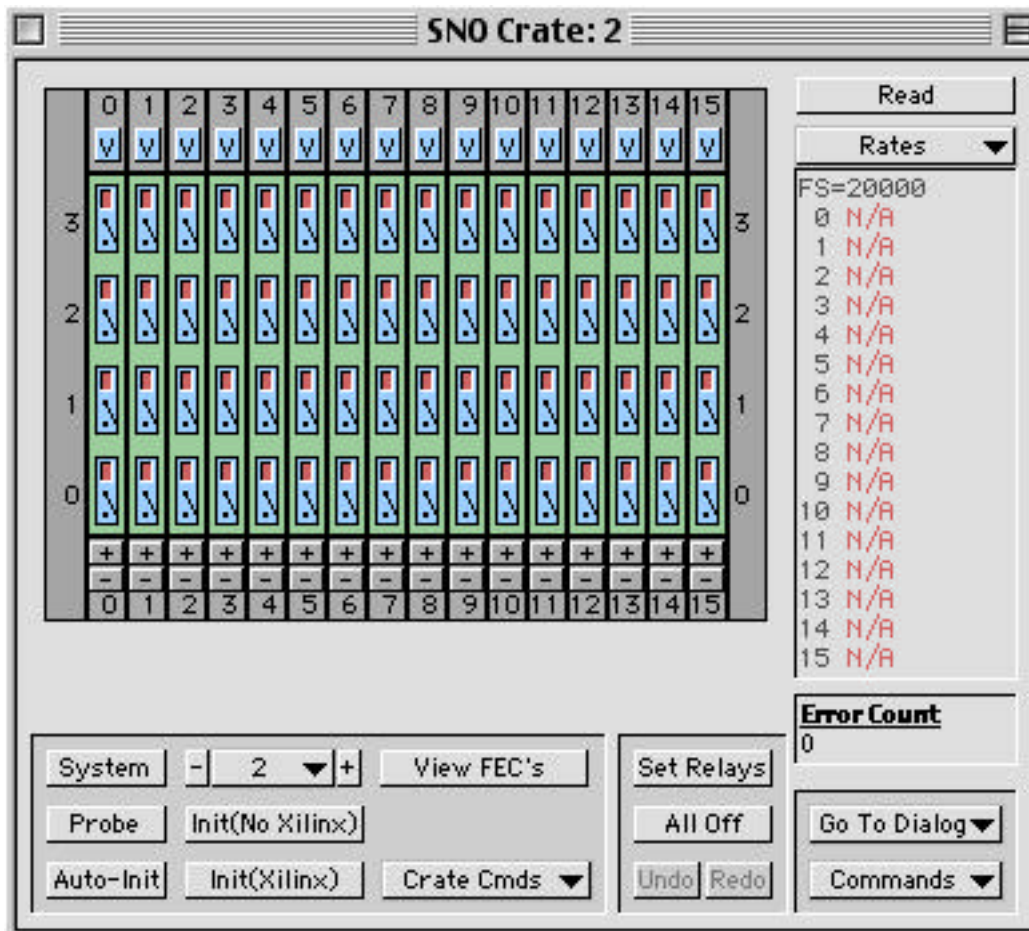 SNO Crate: 2
0 1 2 3 4 5 6 7 8 9 10 11 12 13 14 15
V V V V V V V V V V V V V V V V
3 3
2 2
1 1
0 0
+ + + + + + + + + + + + + + + +
- - - - - - - - - - - - - - - -
0 1 2 3 4 5 6 7 8 9 10 11 12 13 14 15
Read
Rates
FS=20000
0 N/A
1 N/A
2 N/A
3 N/A
4 N/A
5 N/A
6 N/A
7 N/A
8 N/A
9 N/A
10 N/A
11 N/A
12 N/A
13 N/A
14 N/A
15 N/A
Error Count
0
System - 2 + View FEC's
Probe Init(No Xilinx)
Auto-Init Init(Xilinx) Crate Cmds
Set Relays
All Off
Undo Redo
Go To Dialog
Commands